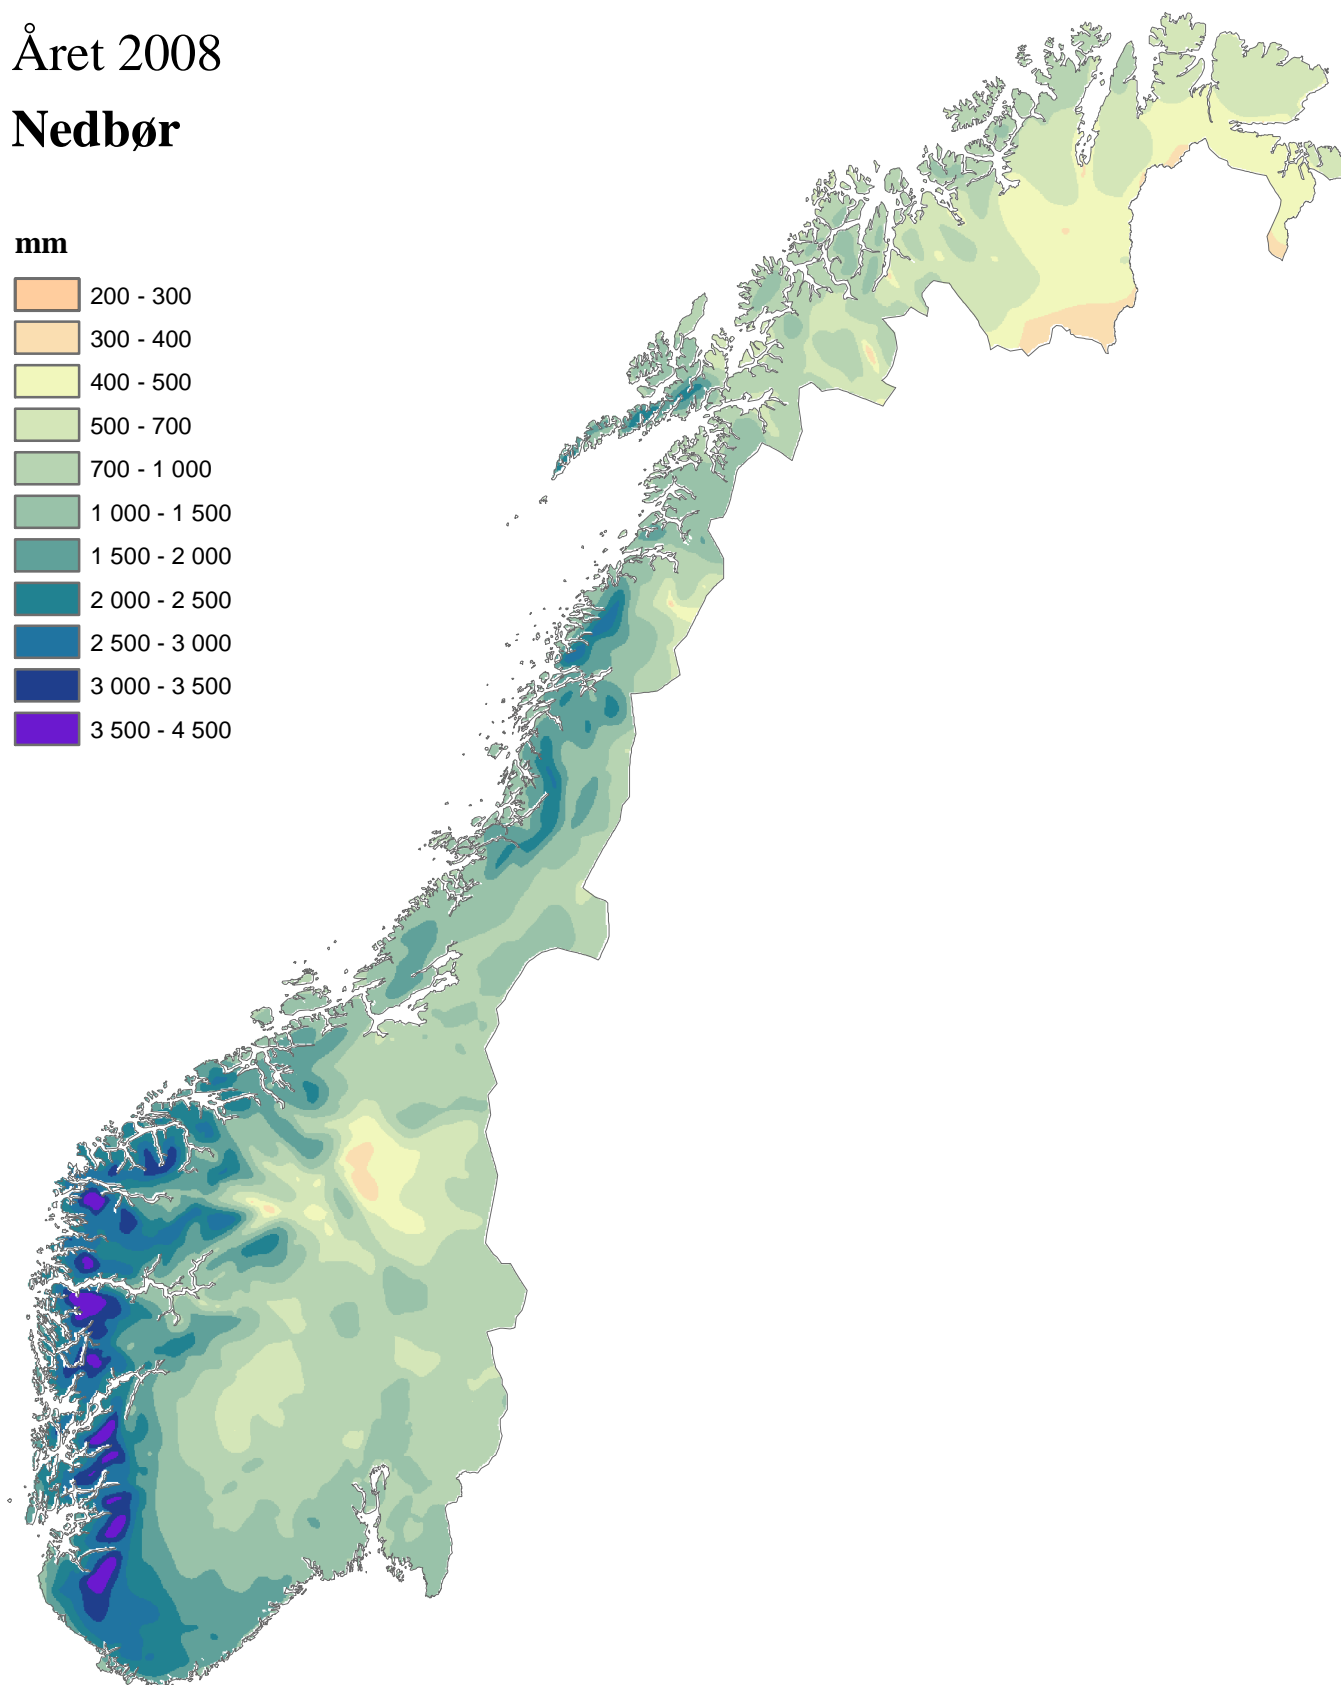 Året 2008
Nedbør
mm
200 - 300
300 - 400
400 - 500
500 - 700
700 - 1 000
1 000 - 1 500
1 500 - 2 000
2 000 - 2 500
2 500 - 3 000
3 000 - 3 500
3 500 - 4 500